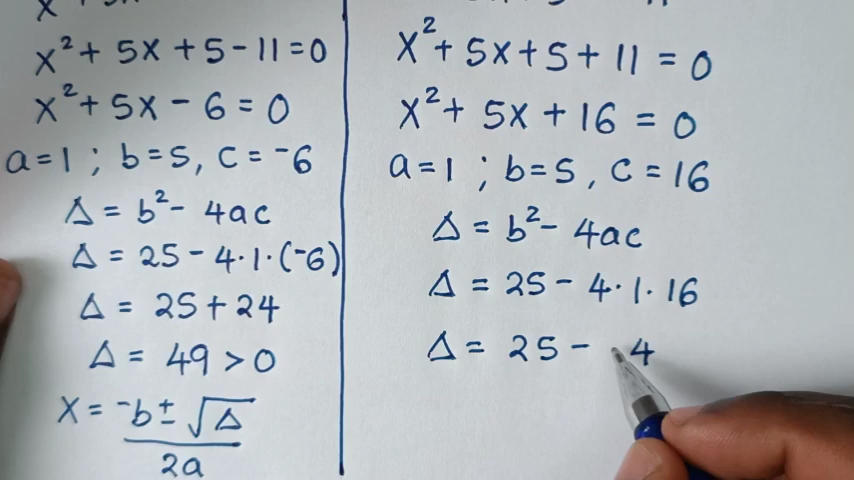 x² + 5x + 5 - 11 = 0
x² + 5x - 6 = 0
a = 1 ; b = 5, c = ⁻6
Δ = b² - 4ac
Δ = 25 - 4·1·(⁻6)
Δ = 25 + 24
Δ = 49 > 0
x = (⁻b ± √Δ) / 2a
x² + 5x + 5 + 11 = 0
x² + 5x + 16 = 0
a = 1 ; b = 5, c = 16
Δ = b² - 4ac
Δ = 25 - 4·1·16
Δ = 25 - 4